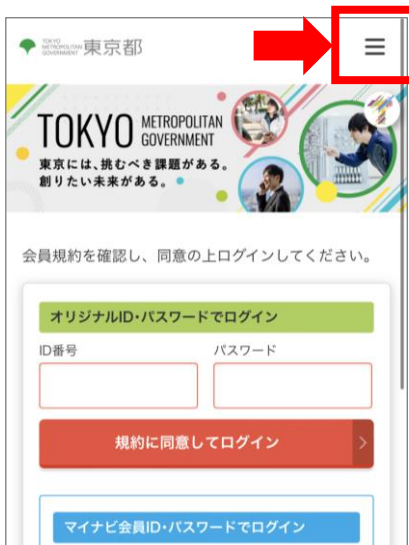 TOKYO METROPOLITAN GOVERNMENT 東京都
TOKYO METROPOLITAN GOVERNMENT
東京には、挑むべき課題がある。
創りたい未来がある。
会員規約を確認し、同意の上ログインしてください。
オリジナルID・パスワードでログイン
ID番号 パスワード
規約に同意してログイン
マイナビ会員ID・パスワードでログイン